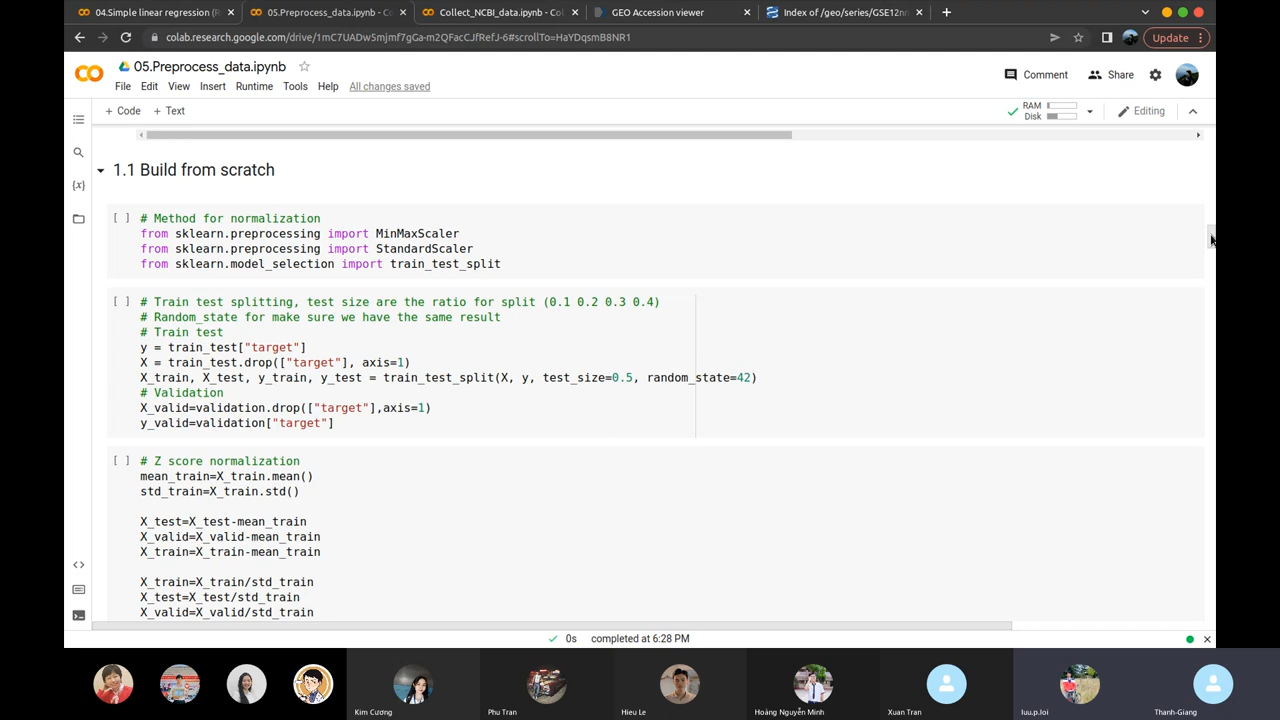 04.Simple linear regression (R
05.Preprocess_data.ipynb - Co
Collect_NCBI_data.ipynb - Col
GEO Accession viewer
Index of /geo/series/GSE12nn
colab.research.google.com/drive/1mC7UADw5mjmf7gGa-m2QFacCJfRefJ-6#scrollTo=HaYDqsmB8NR1
Update
05.Preprocess_data.ipynb
Comment
Share
File Edit View Insert Runtime Tools Help All changes saved
+ Code + Text
RAM
Disk
Editing
1.1 Build from scratch
[ ] # Method for normalization
from sklearn.preprocessing import MinMaxScaler
from sklearn.preprocessing import StandardScaler
from sklearn.model_selection import train_test_split
[ ] # Train test splitting, test size are the ratio for split (0.1 0.2 0.3 0.4)
# Random_state for make sure we have the same result
# Train test
y = train_test["target"]
X = train_test.drop(["target"], axis=1)
X_train, X_test, y_train, y_test = train_test_split(X, y, test_size=0.5, random_state=42)
# Validation
X_valid=validation.drop(["target"],axis=1)
y_valid=validation["target"]
[ ] # Z score normalization
mean_train=X_train.mean()
std_train=X_train.std()
X_test=X_test-mean_train
X_valid=X_valid-mean_train
X_train=X_train-mean_train
X_train=X_train/std_train
X_test=X_test/std_train
X_valid=X_valid/std_train
0s completed at 6:28 PM
Kim Cương
Phu Tran
Hieu Le
Hoàng Nguyễn Minh
Xuan Tran
luu.p.loi
Thanh-Giang